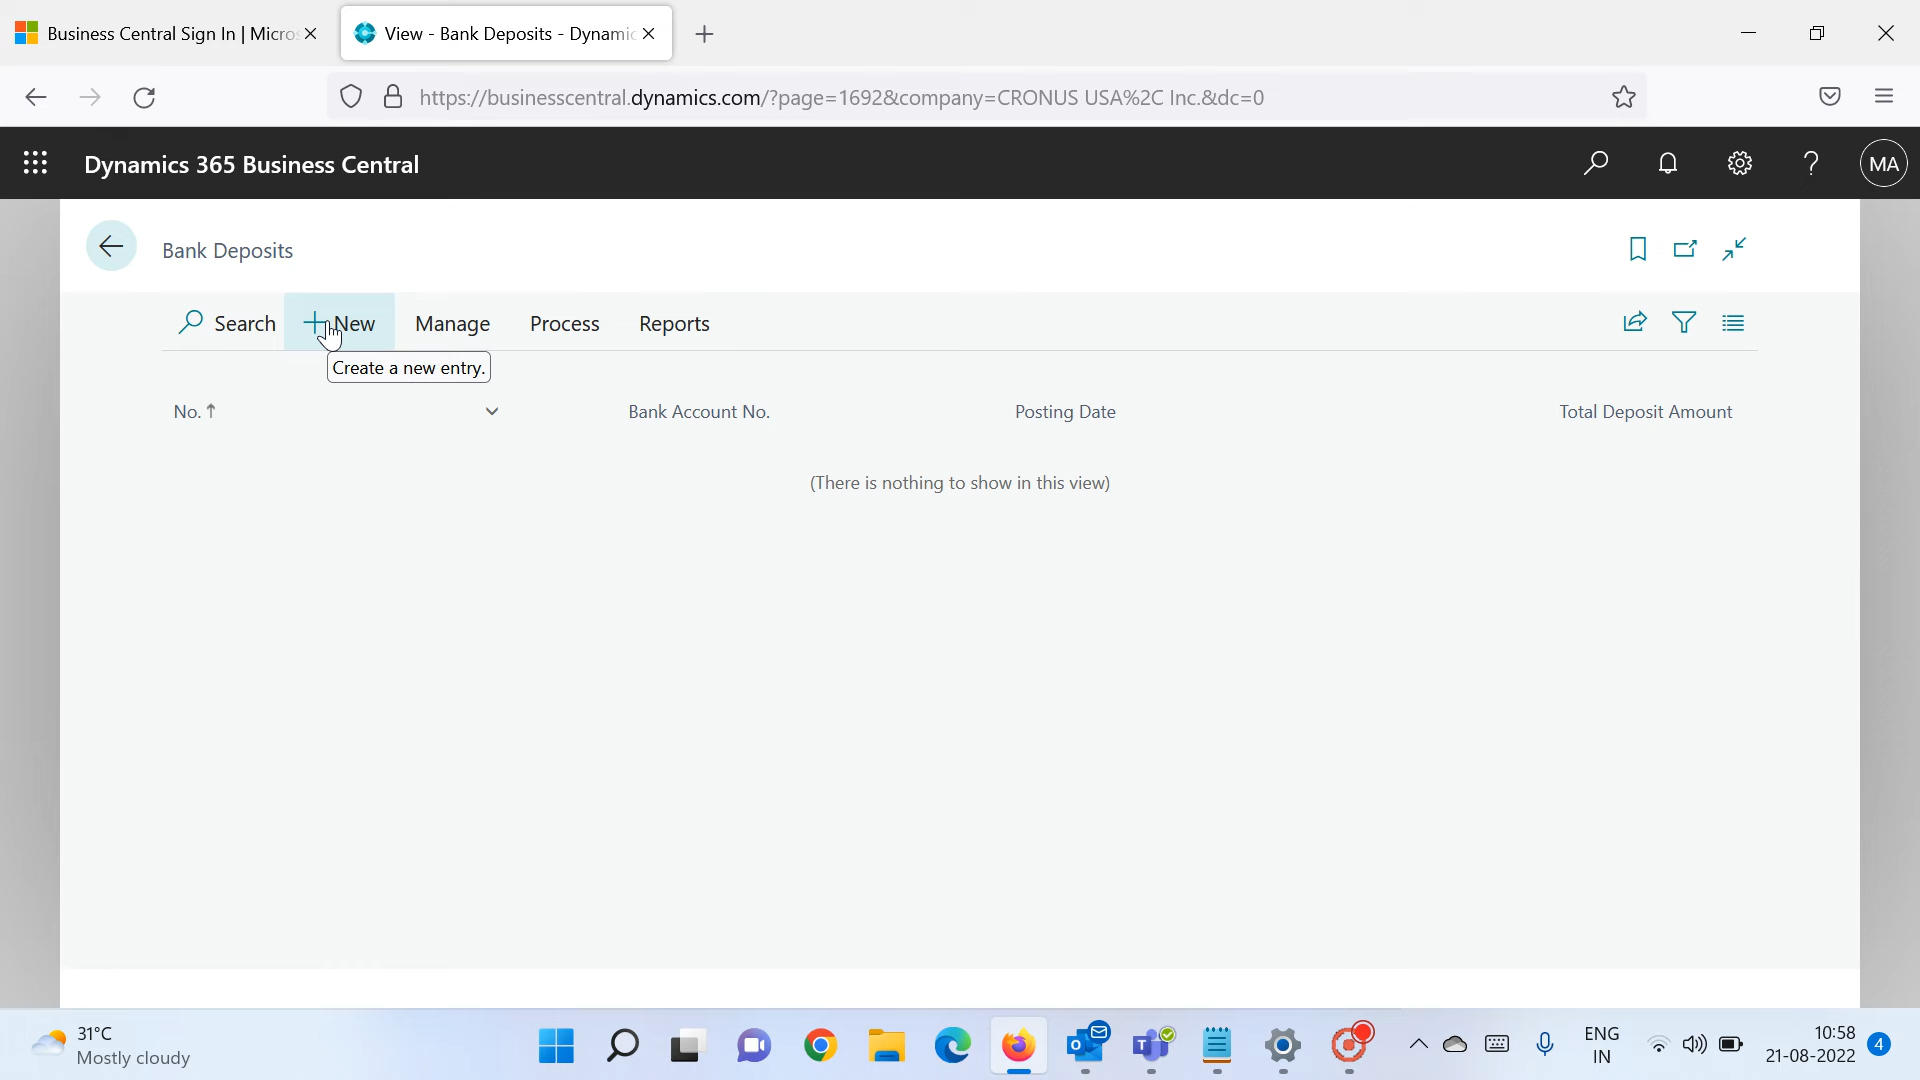 Business Central Sign In | Micro
View - Bank Deposits - Dynamic
https://businesscentral.dynamics.com/?page=1692&company=CRONUS USA%2C Inc.&dc=0
Dynamics 365 Business Central
MA
Bank Deposits
Search
New
Manage
Process
Reports
Create a new entry.
No.
Bank Account No.
Posting Date
Total Deposit Amount
(There is nothing to show in this view)
31°C
Mostly cloudy
ENG
IN
10:58
21-08-2022
4